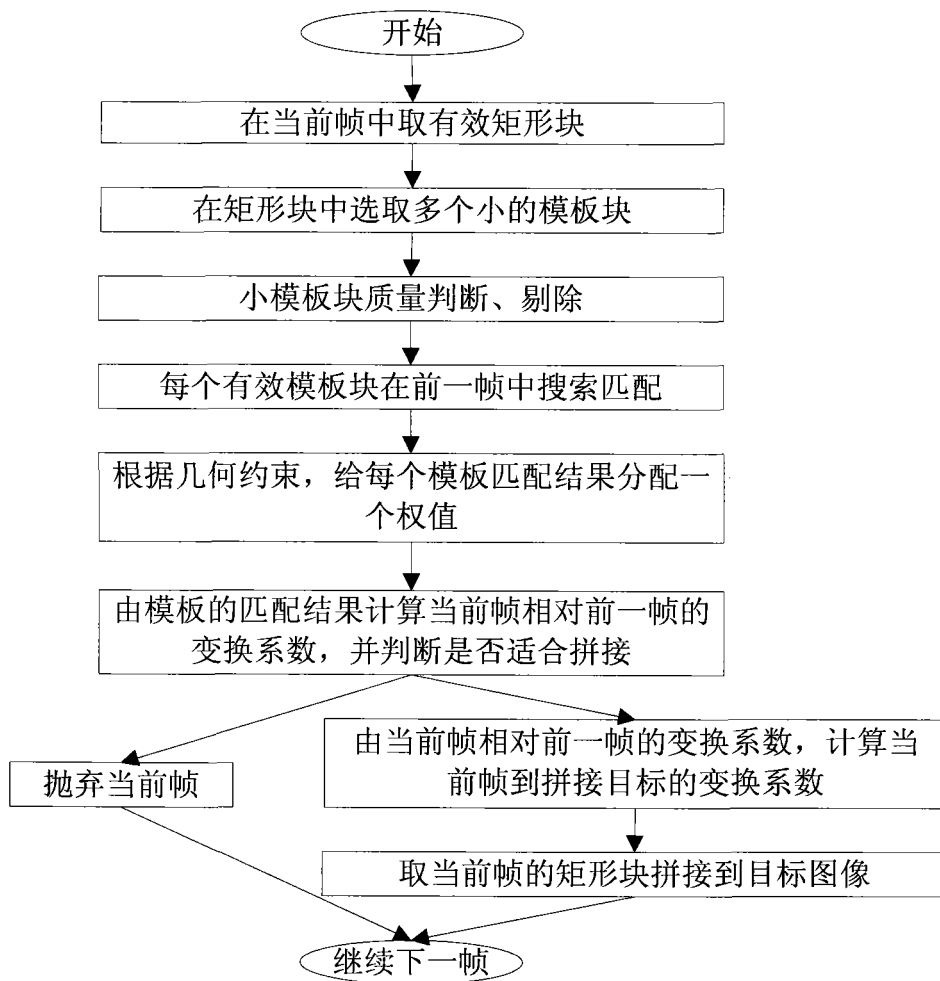 开始
在当前帧中取有效矩形块
在矩形块中选取多个小的模板块
小模板块质量判断、剔除
每个有效模板块在前一帧中搜索匹配
根据几何约束，给每个模板匹配结果分配一
个权值
由模板的匹配结果计算当前帧相对前一帧的
变换系数，并判断是否适合拼接
抛弃当前帧
由当前帧相对前一帧的变换系数，计算当
前帧到拼接目标的变换系数
取当前帧的矩形块拼接到目标图像
继续下一帧